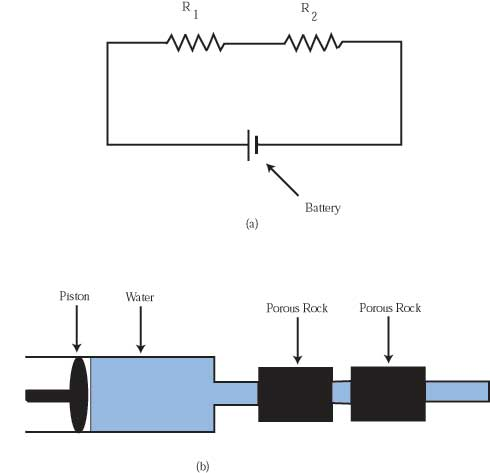 R1 R2
Battery
(a)
Piston Water
Porous Rock Porous Rock
(b)